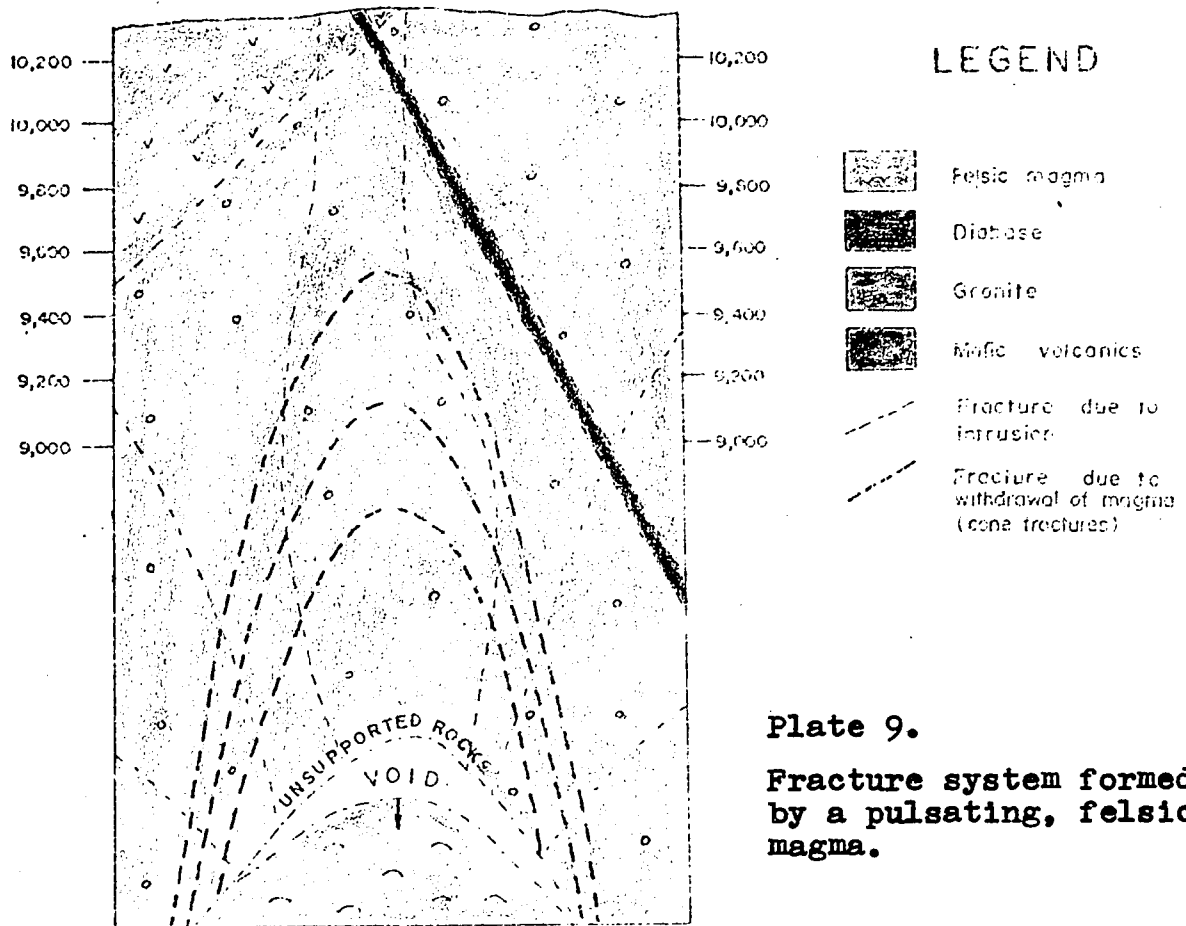 10,200
10,000
9,800
9,600
9,400
9,200
9,000
10,200
10,000
9,800
9,600
9,400
9,200
9,000
UNSUPPORTED ROCKS
VOID
LEGEND
Felsic magma
Diabase
Granite
Mafic volcanics
Fracture due to
intrusion
Fracture due to
withdrawal of magma
(cone fractures)
Plate 9.
Fracture system formed
by a pulsating, felsic
magma.